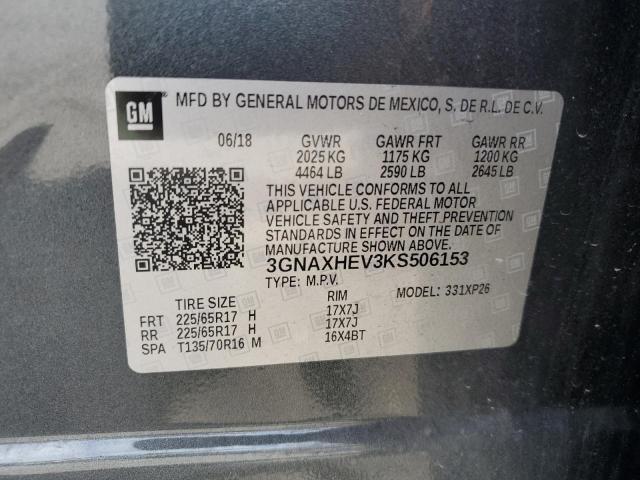 GM MFD BY GENERAL MOTORS DE MEXICO, S. DE R.L. DE C.V.
06/18 GVWR GAWR FRT GAWR RR
2025 KG 1175 KG 1200 KG
4464 LB 2590 LB 2645 LB
THIS VEHICLE CONFORMS TO ALL
APPLICABLE U.S. FEDERAL MOTOR
VEHICLE SAFETY AND THEFT PREVENTION
STANDARDS IN EFFECT ON THE DATE OF
MANUFACTURE SHOWN ABOVE.
3GNAXHEV3KS506153
TYPE: M.P.V. MODEL: 331XP26
TIRE SIZE RIM
FRT 225/65R17 H 17X7J
RR 225/65R17 H 17X7J
SPA T135/70R16 M 16X4BT